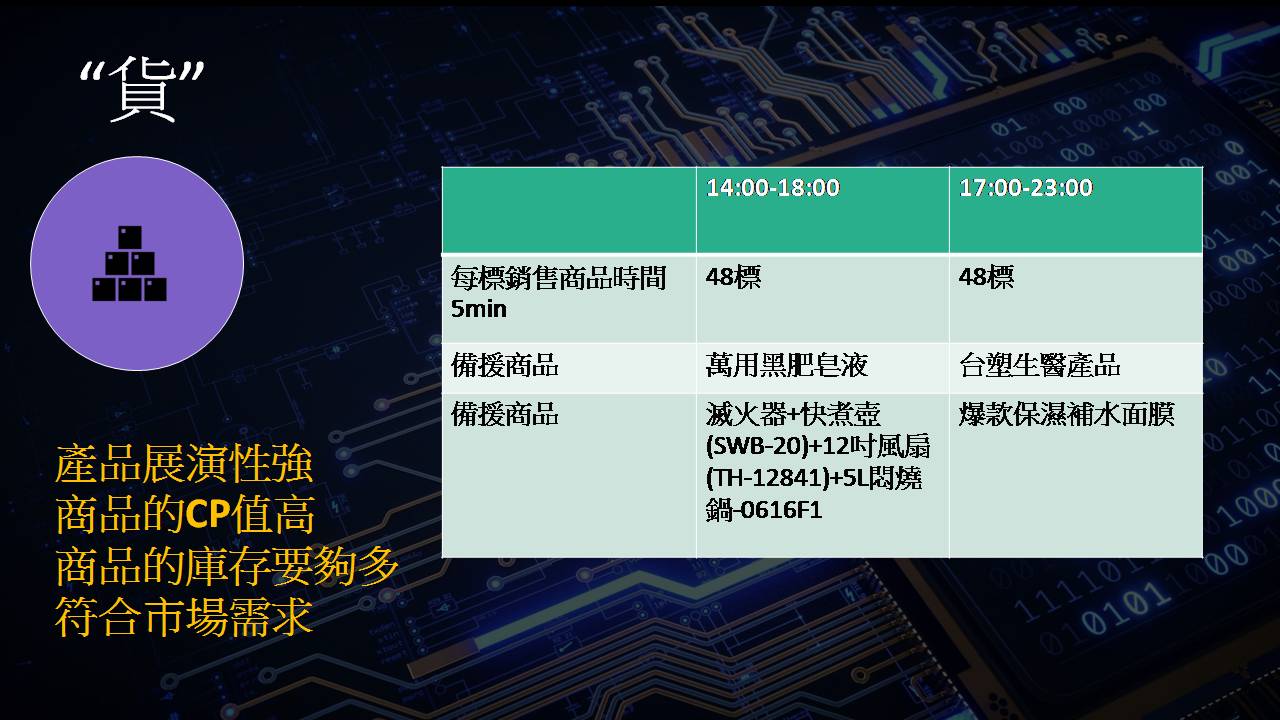 “貨”
產品展演性強
商品的CP值高
商品的庫存要夠多
符合市場需求
14:00-18:00
17:00-23:00
每標銷售商品時間
5min
48標
48標
備援商品
萬用黑肥皂液
台塑生醫產品
備援商品
滅火器+快煮壺
(SWB-20)+12吋風扇
(TH-12841)+5L悶燒
鍋-0616F1
爆款保濕補水面膜